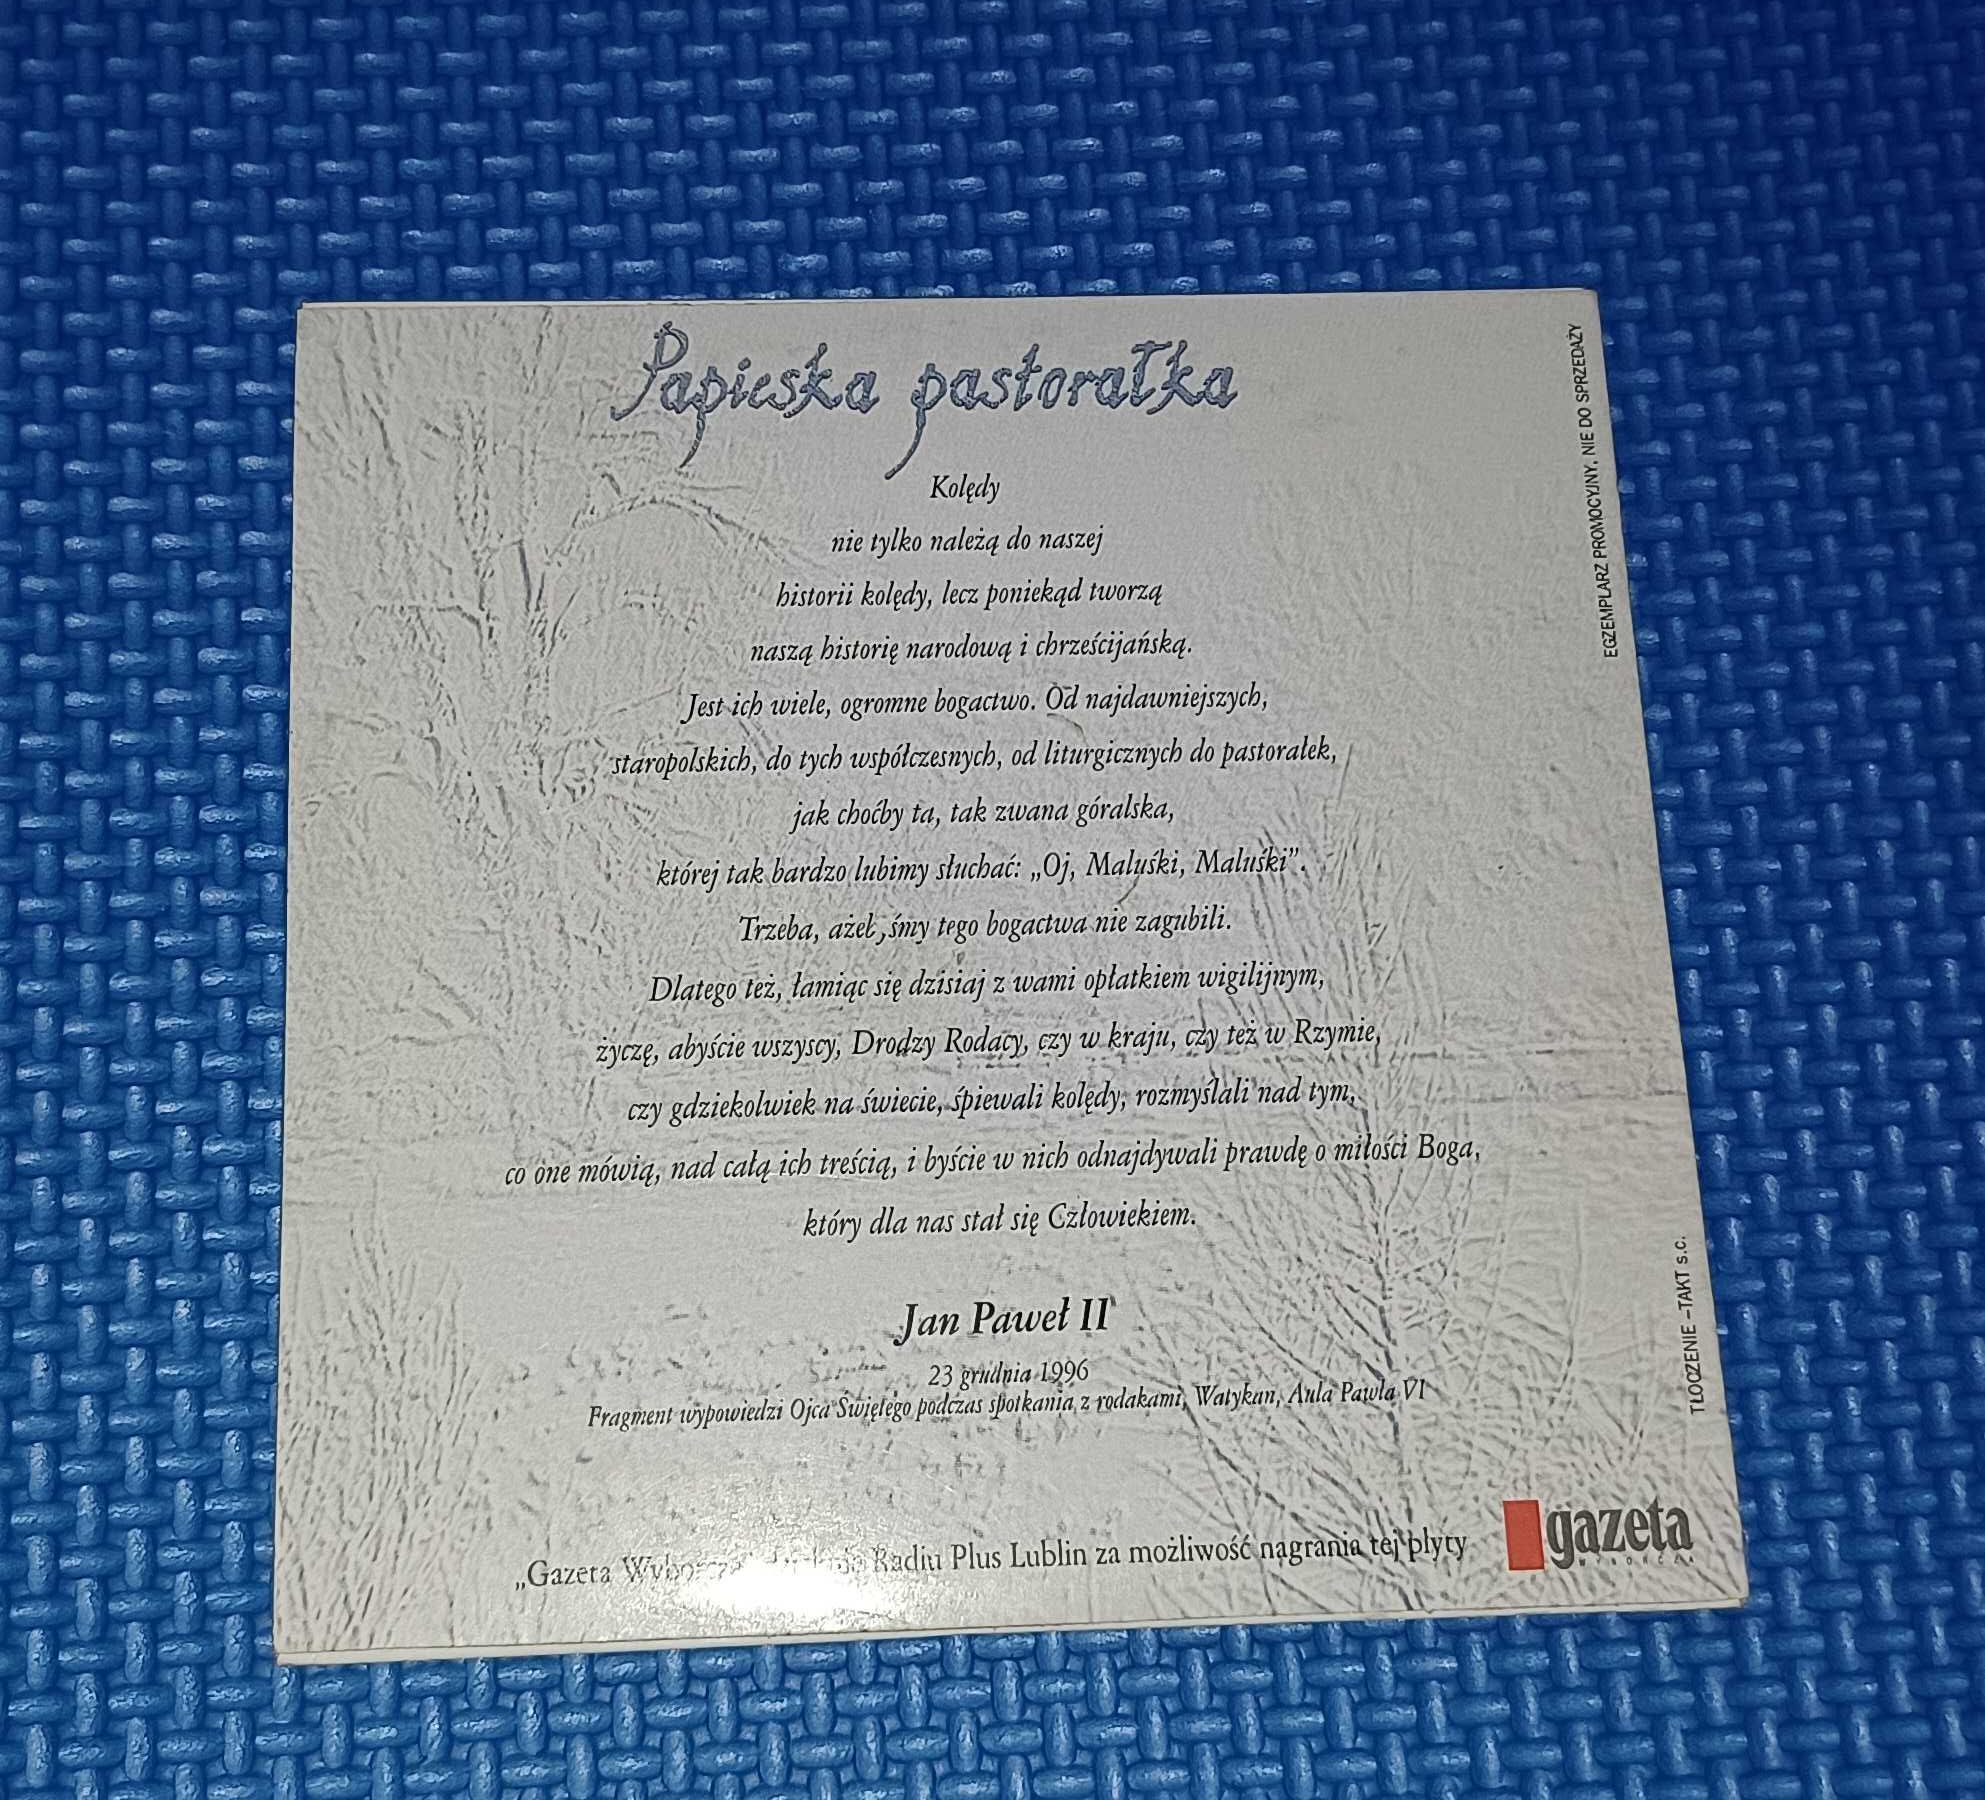 Papieska pastorałka
Kolędy
nie tylko należą do naszej
historii kolędy, lecz poniekąd tworzą
naszą historię narodową i chrześcijańską.
Jest ich wiele, ogromne bogactwo. Od najdawniejszych,
staropolskich, do tych współczesnych, od liturgicznych do pastorałek,
jak choćby ta, tak zwana góralska,
której tak bardzo lubimy słuchać: „Oj, Maluśki, Maluśki”.
Trzeba, tego bogactwa nie zagubili.
Dlatego też, łamiąc się dzisiaj z wami opłatkiem wigilijnym,
życzę, abyście wszyscy, Drodzy Rodacy, czy w kraju, czy też w Rzymie,
czy gdziekolwiek na świecie, śpiewali kolędy, rozmyślali nad tym,
co one mówią, nad całą ich treścią, i byście w nich odnajdywali prawdę o miłości Boga,
który dla nas stał się Człowiekiem.
Jan Paweł II
23 grudnia 1996
Fragment wypowiedzi Ojca Świętego podczas spotkania z rodakami, Watykan, Aula Pawła VI
„Gazeta Radiu Plus Lublin za możliwość nagrania tej płyty
gazeta
WYBORCZA
EGZEMPLARZ PROMOCYJNY, NIE DO SPRZEDAŻY
TŁOCZENIE –TAKT s.c.